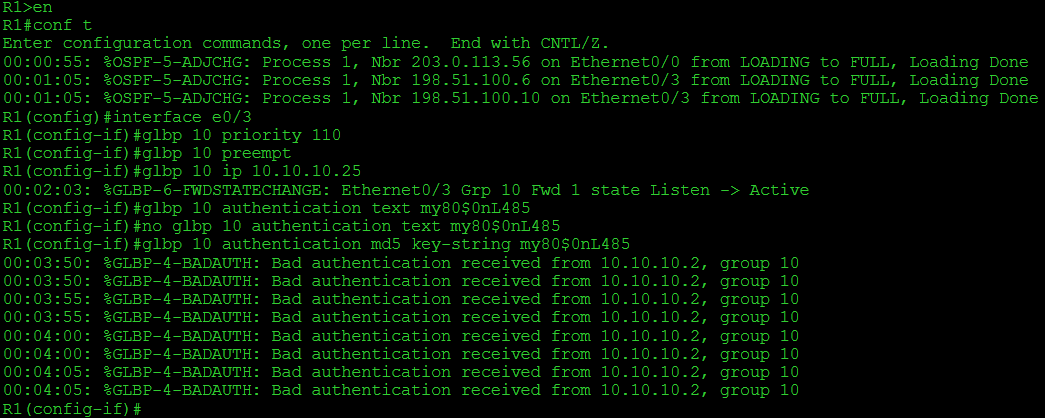 R1>en
R1#conf t
Enter configuration commands, one per line.  End with CNTL/Z.
00:00:55: %OSPF-5-ADJCHG: Process 1, Nbr 203.0.113.56 on Ethernet0/0 from LOADING to FULL, Loading Done
00:01:05: %OSPF-5-ADJCHG: Process 1, Nbr 198.51.100.6 on Ethernet0/3 from LOADING to FULL, Loading Done
00:01:05: %OSPF-5-ADJCHG: Process 1, Nbr 198.51.100.10 on Ethernet0/3 from LOADING to FULL, Loading Done
R1(config)#interface e0/3
R1(config-if)#glbp 10 priority 110
R1(config-if)#glbp 10 preempt
R1(config-if)#glbp 10 ip 10.10.10.25
00:02:03: %GLBP-6-FWDSTATECHANGE: Ethernet0/3 Grp 10 Fwd 1 state Listen -> Active
R1(config-if)#glbp 10 authentication text my80$0nL485
R1(config-if)#no glbp 10 authentication text my80$0nL485
R1(config-if)#glbp 10 authentication md5 key-string my80$0nL485
00:03:50: %GLBP-4-BADAUTH: Bad authentication received from 10.10.10.2, group 10
00:03:50: %GLBP-4-BADAUTH: Bad authentication received from 10.10.10.2, group 10
00:03:55: %GLBP-4-BADAUTH: Bad authentication received from 10.10.10.2, group 10
00:03:55: %GLBP-4-BADAUTH: Bad authentication received from 10.10.10.2, group 10
00:04:00: %GLBP-4-BADAUTH: Bad authentication received from 10.10.10.2, group 10
00:04:00: %GLBP-4-BADAUTH: Bad authentication received from 10.10.10.2, group 10
00:04:05: %GLBP-4-BADAUTH: Bad authentication received from 10.10.10.2, group 10
00:04:05: %GLBP-4-BADAUTH: Bad authentication received from 10.10.10.2, group 10
R1(config-if)#